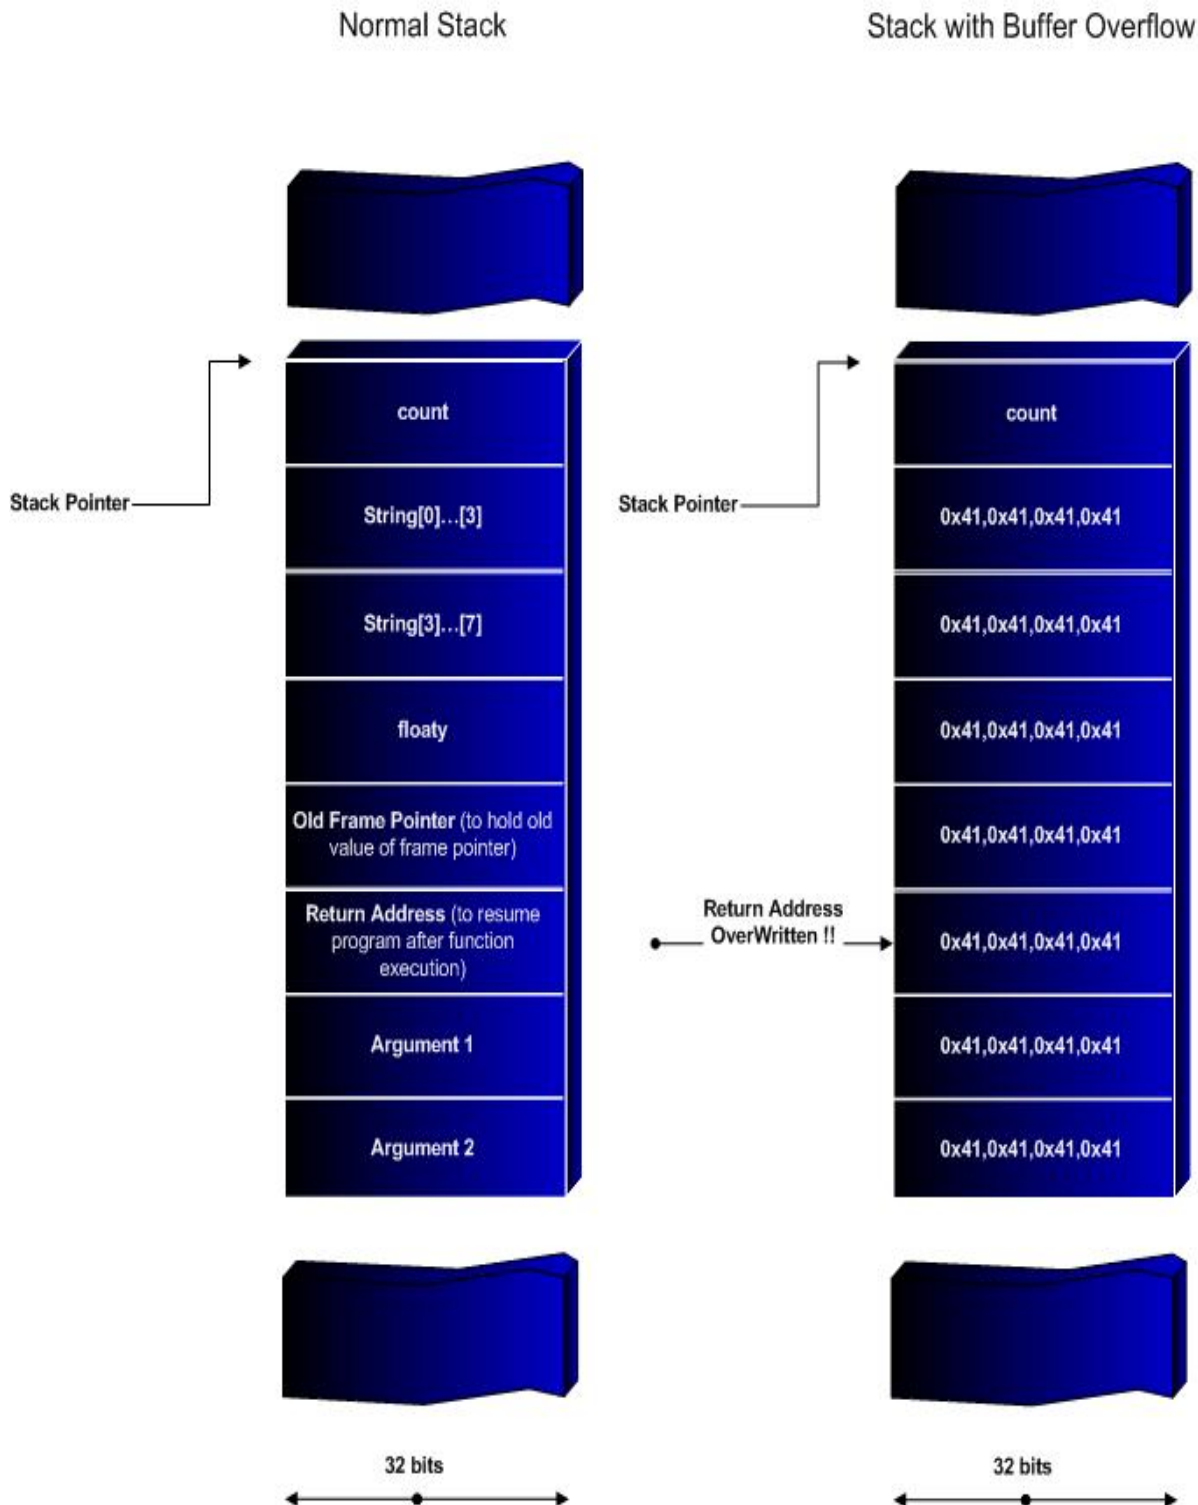 Normal Stack
Stack with Buffer Overflow
Stack Pointer
count
String[0]...[3]
String[3]...[7]
floaty
Old Frame Pointer (to hold old
value of frame pointer)
Return Address (to resume
program after function
execution)
Argument 1
Argument 2
32 bits
Stack Pointer
Return Address
OverWritten !!
count
0x41,0x41,0x41,0x41
0x41,0x41,0x41,0x41
0x41,0x41,0x41,0x41
0x41,0x41,0x41,0x41
0x41,0x41,0x41,0x41
0x41,0x41,0x41,0x41
0x41,0x41,0x41,0x41
32 bits